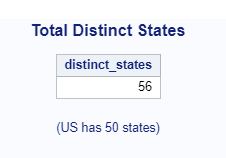 Total Distinct States
distinct_states
56
(US has 50 states)